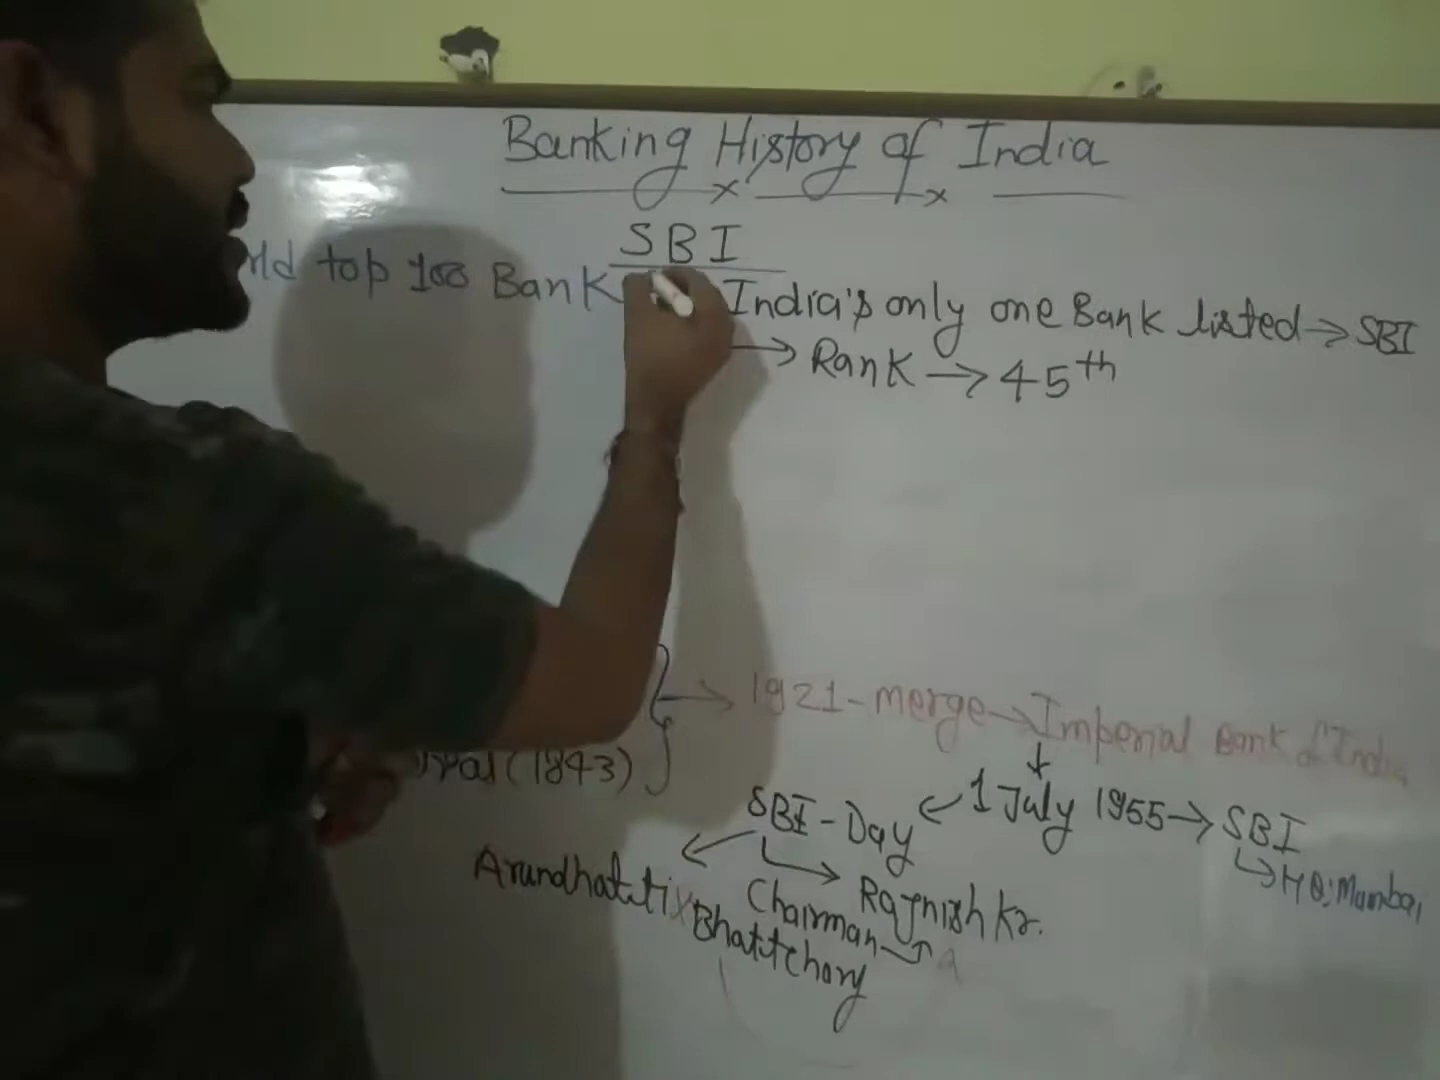 Banking History of India
SBI
rld top 100 Bank India's only one Bank listed → SBI
→ Rank → 45th
1921 - merge → Imperial Bank of India
(1843)
1 July 1955 → SBI
SBI - Day
HQ: Mumbai
Arundhatiti Bhattchary
Chairman
Rajnish Kr.